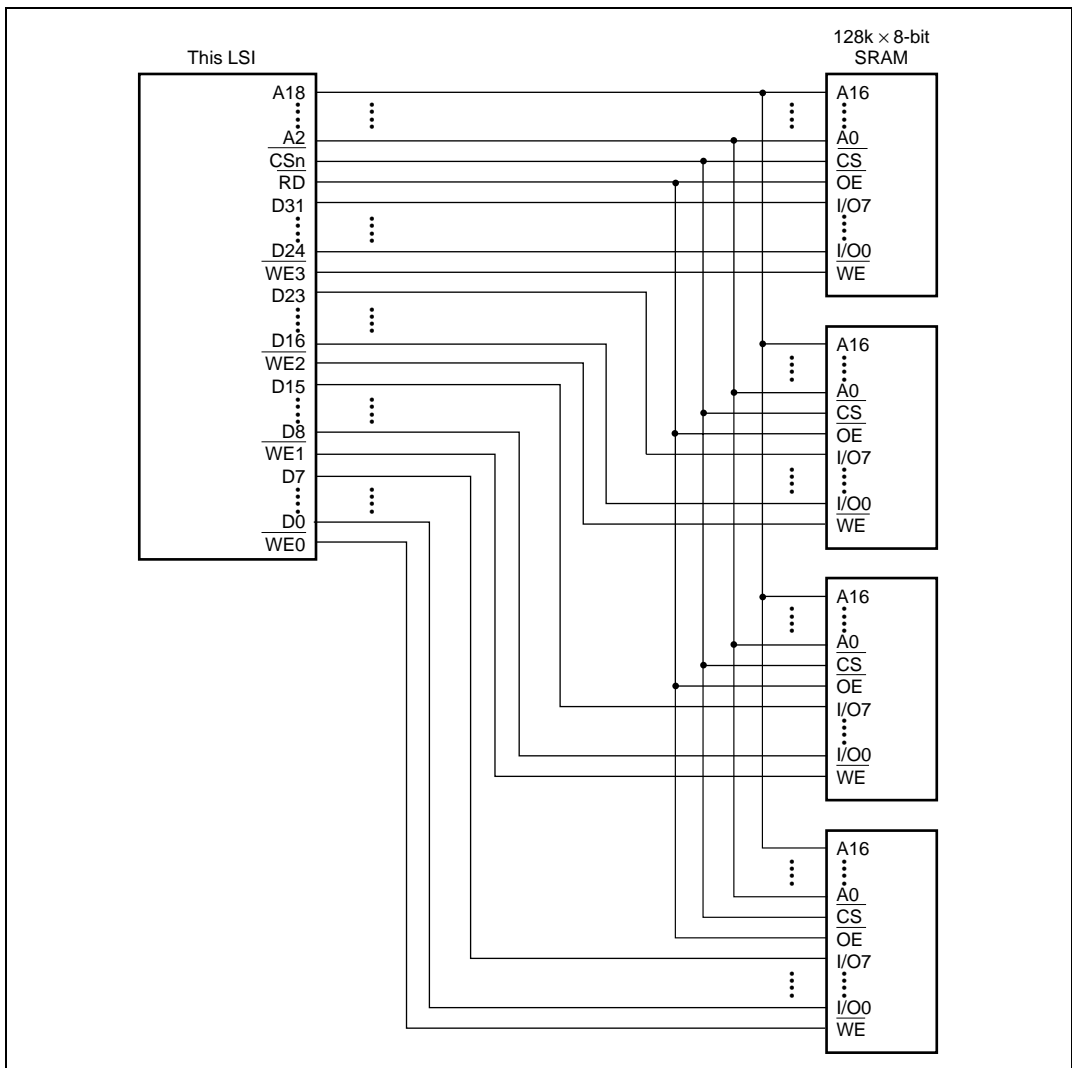 This LSI
A18
A2
CSn
RD
D31
D24
WE3
D23
D16
WE2
D15
D8
WE1
D7
D0
WE0
128k × 8-bit
SRAM
A16
A0
CS
OE
I/O7
I/O0
WE
A16
A0
CS
OE
I/O7
I/O0
WE
A16
A0
CS
OE
I/O7
I/O0
WE
A16
A0
CS
OE
I/O7
I/O0
WE